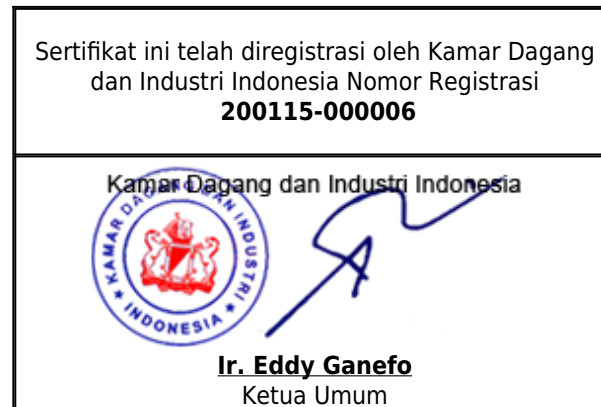 Sertifikat ini telah diregistrasi oleh Kamar Dagang
dan Industri Indonesia Nomor Registrasi
200115-000006
Kamar Dagang dan Industri Indonesia
KAMAR DAGANG DAN INDUSTRI
INDONESIA
Ir. Eddy Ganefo
Ketua Umum